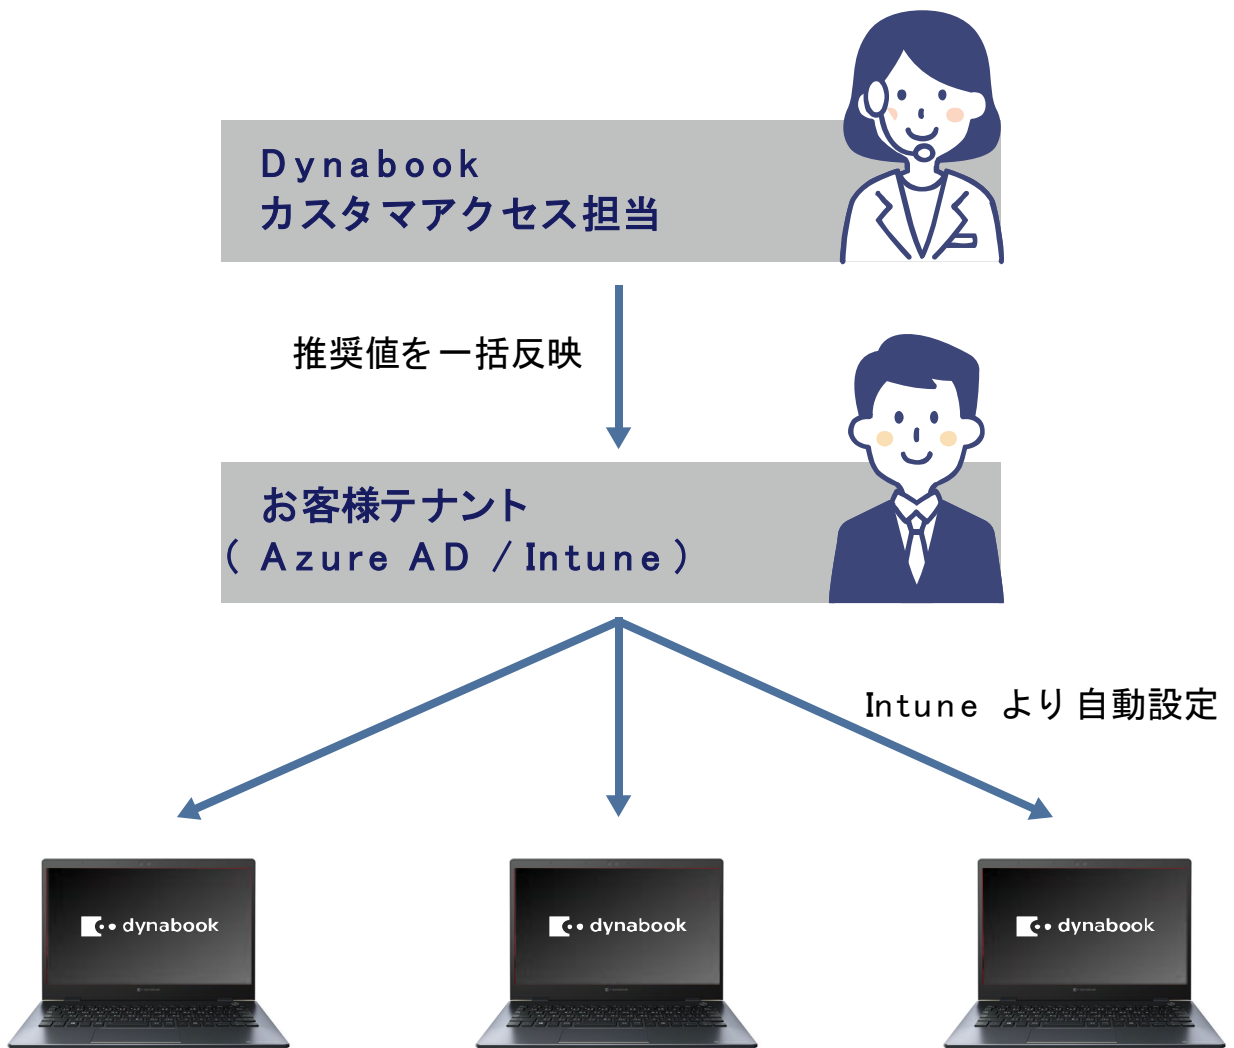 Dynabook
カスタマアクセス担当
推奨値を一括反映
お客様テナント
( Azure AD / Intune )
Intune より自動設定
dynabook
dynabook
dynabook